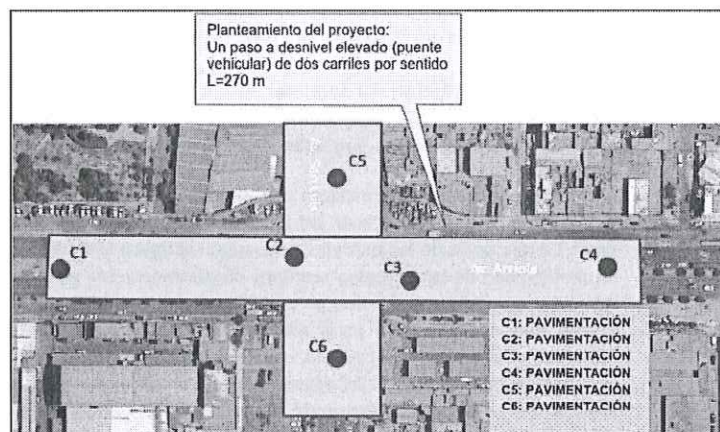 Planteamiento del proyecto:
Un paso a desnivel elevado (puente
vehicular) de dos carriles por sentido
L=270 m
C5
C1
C2
C3
C4
C6
C1: PAVIMENTACIÓN
C2: PAVIMENTACIÓN
C3: PAVIMENTACIÓN
C4: PAVIMENTACIÓN
C5: PAVIMENTACIÓN
C6: PAVIMENTACIÓN